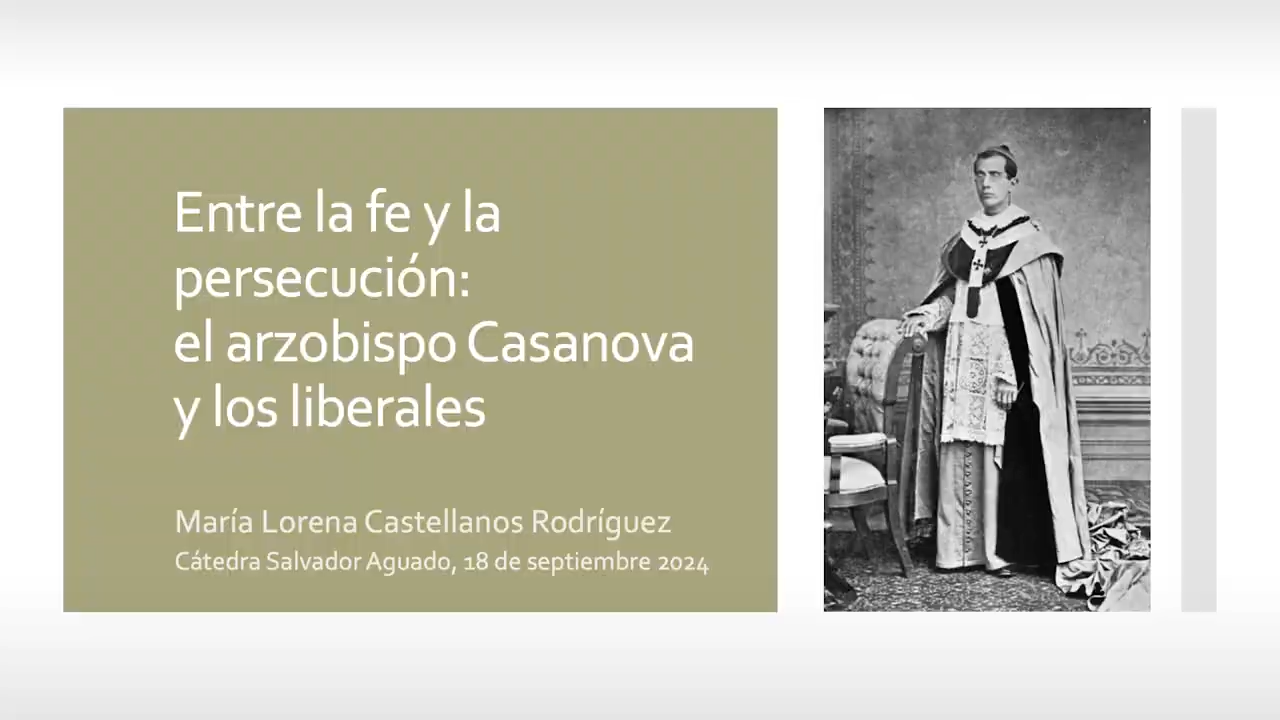 Entre la fe y la
persecución:
el arzobispo Casanova
y los liberales
María Lorena Castellanos Rodríguez
Cátedra Salvador Aguado, 18 de septiembre 2024